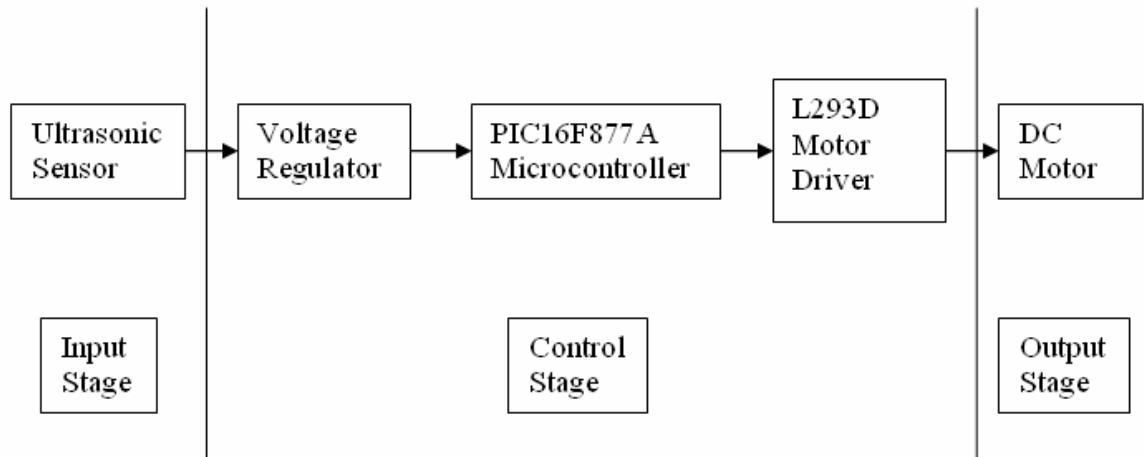 Ultrasonic
Sensor
Voltage
Regulator
PIC16F877A
Microcontroller
L293D
Motor
Driver
DC
Motor
Input
Stage
Control
Stage
Output
Stage